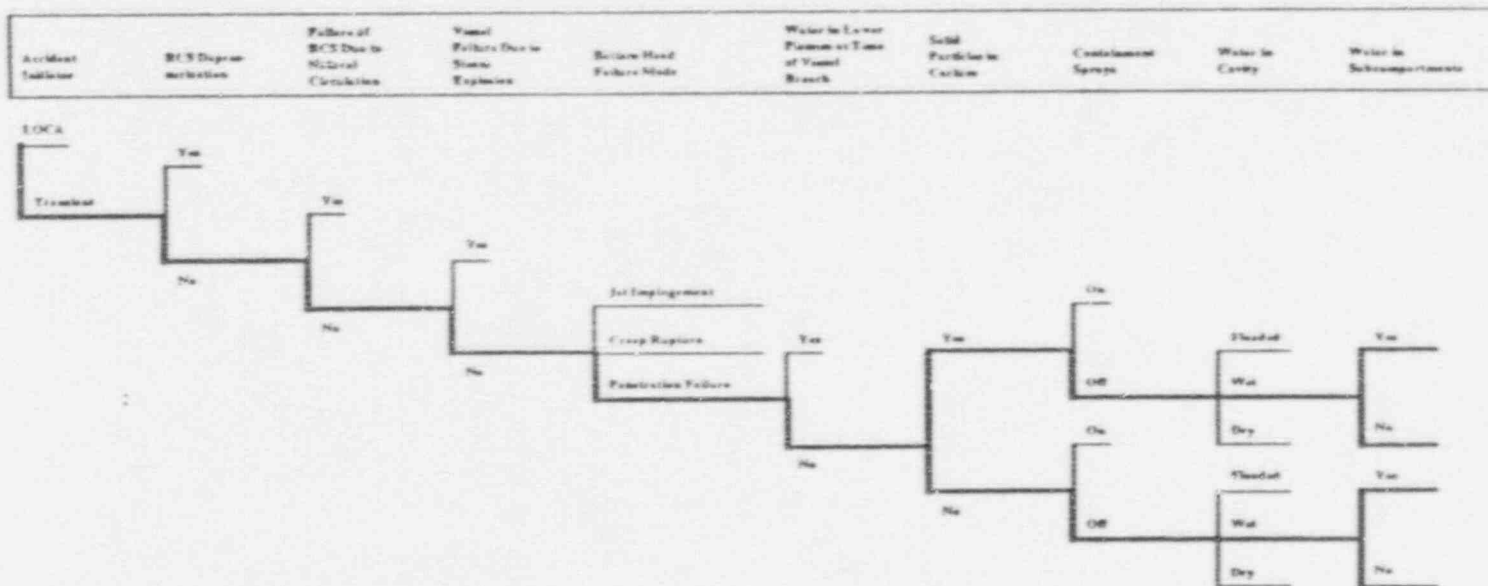 Accident
Initiator
RCS Depres-
surization
Failure of
RCS Due to
Natural
Circulation
Vessel
Failure Due to
Steam
Explosion
Bottom Head
Failure Mode
Water in Lower
Plenum at Time
of Vessel
Breach
Solid
Particles in
Corium
Containment
Sprays
Water in
Cavity
Water in
Subcompartments
LOCA
Transient
Yes
No
Yes
No
Yes
No
Jet Impingement
Creep Rupture
Penetration Failure
Yes
No
Yes
No
On
Off
On
Off
Flooded
Wet
Dry
Flooded
Wet
Dry
Yes
No
Yes
No